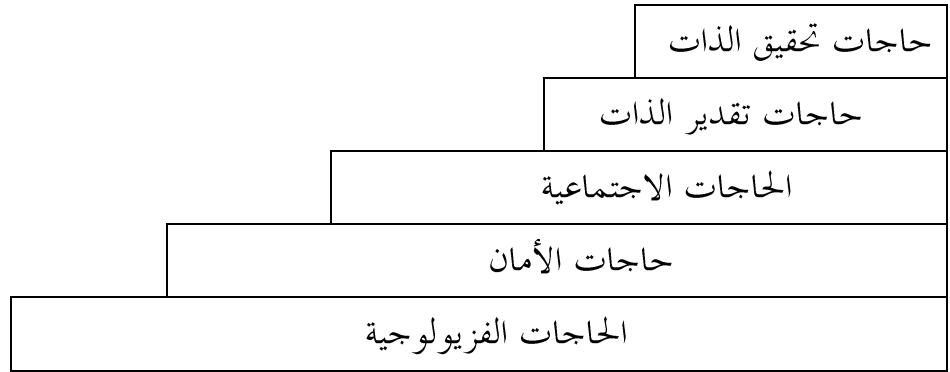 حاجات تحقيق الذات
حاجات تقدير الذات
الحاجات الاجتماعية
حاجات الأمان
الحاجات الفزيولوجية